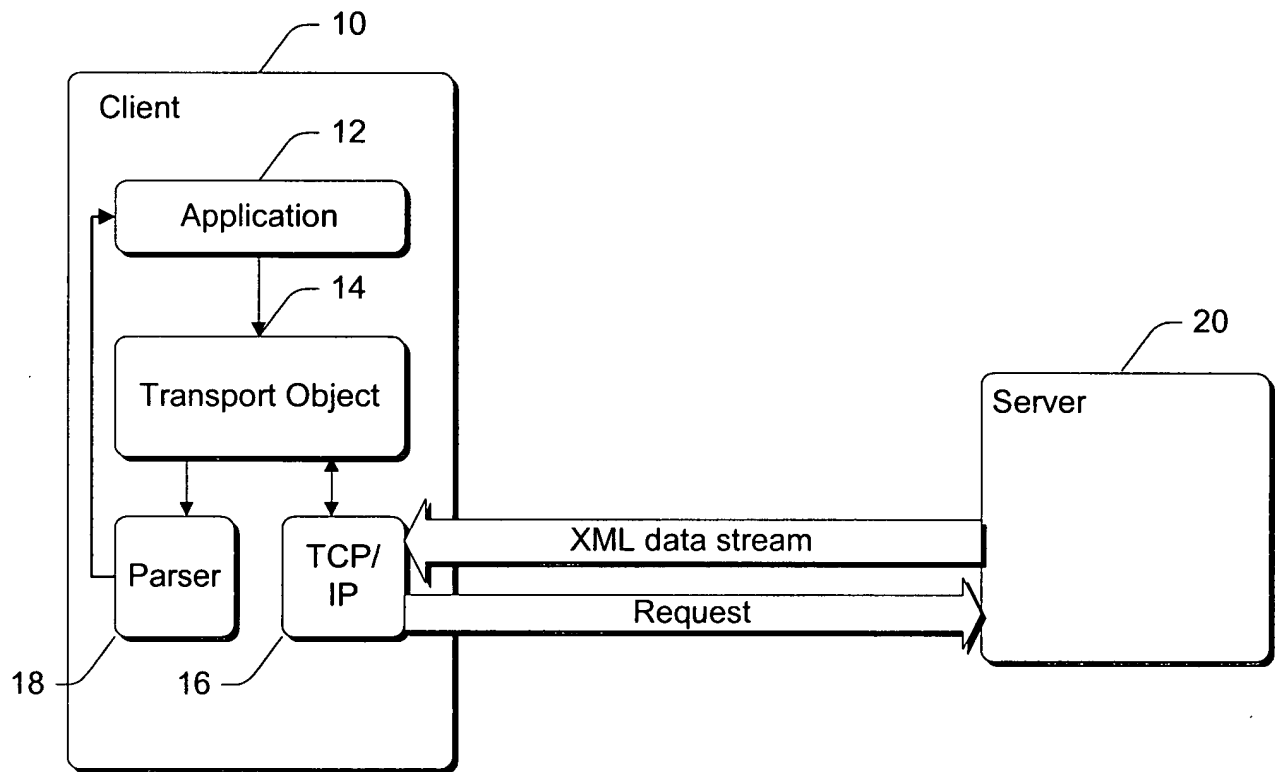 10
Client
12
Application
14
Transport Object
20
Server
XML data stream
TCP/
IP
Parser
Request
18
16